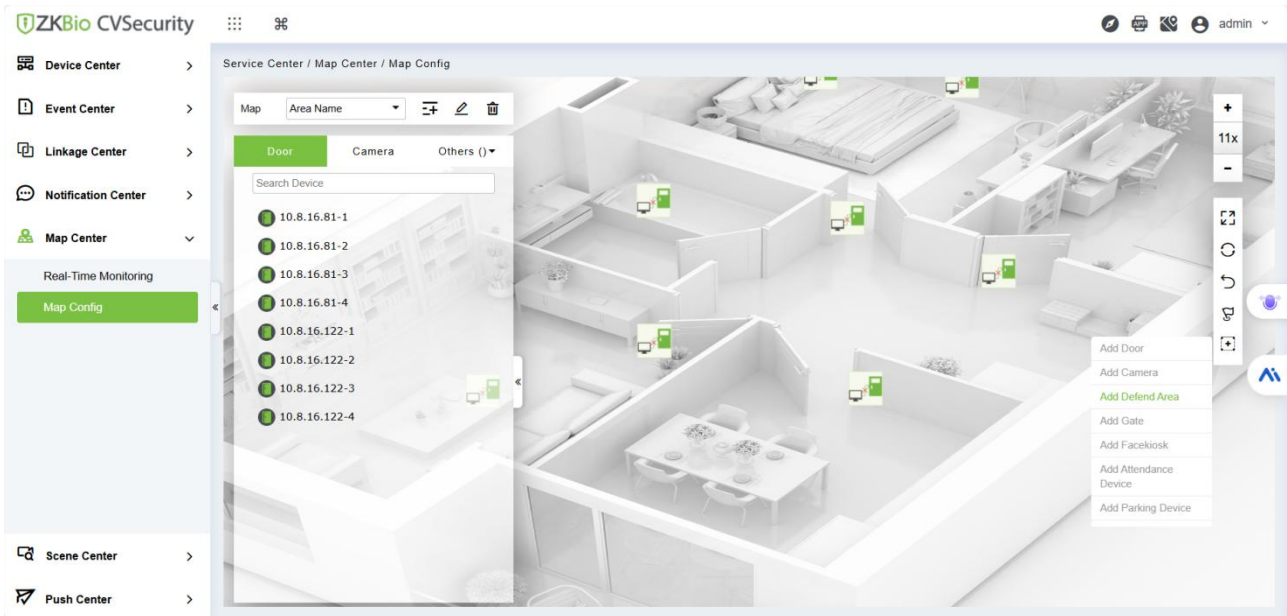 ZKBio CVSecurity
admin
Device Center
Event Center
Linkage Center
Notification Center
Map Center
Real-Time Monitoring
Map Config
Scene Center
Push Center
Service Center / Map Center / Map Config
Map
Area Name
Door
Camera
Others ()
Search Device
10.8.16.81-1
10.8.16.81-2
10.8.16.81-3
10.8.16.81-4
10.8.16.122-1
10.8.16.122-2
10.8.16.122-3
10.8.16.122-4
+
11x
-
Add Door
Add Camera
Add Defend Area
Add Gate
Add Facekiosk
Add Attendance
Device
Add Parking Device
APP